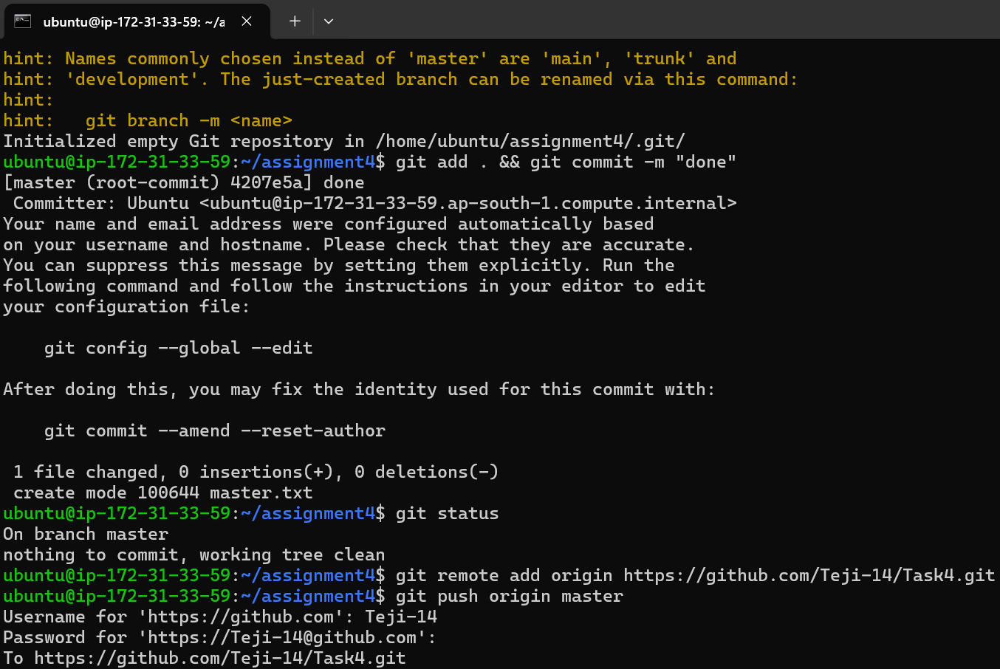 ubuntu@ip-172-31-33-59: ~/a
hint: Names commonly chosen instead of 'master' are 'main', 'trunk' and
hint: 'development'. The just-created branch can be renamed via this command:
hint:
hint:   git branch -m <name>
Initialized empty Git repository in /home/ubuntu/assignment4/.git/
ubuntu@ip-172-31-33-59:~/assignment4$ git add . && git commit -m "done"
[master (root-commit) 4207e5a] done
 Committer: Ubuntu <ubuntu@ip-172-31-33-59.ap-south-1.compute.internal>
Your name and email address were configured automatically based
on your username and hostname. Please check that they are accurate.
You can suppress this message by setting them explicitly. Run the
following command and follow the instructions in your editor to edit
your configuration file:

    git config --global --edit

After doing this, you may fix the identity used for this commit with:

    git commit --amend --reset-author

 1 file changed, 0 insertions(+), 0 deletions(-)
 create mode 100644 master.txt
ubuntu@ip-172-31-33-59:~/assignment4$ git status
On branch master
nothing to commit, working tree clean
ubuntu@ip-172-31-33-59:~/assignment4$ git remote add origin https://github.com/Teji-14/Task4.git
ubuntu@ip-172-31-33-59:~/assignment4$ git push origin master
Username for 'https://github.com': Teji-14
Password for 'https://Teji-14@github.com':
To https://github.com/Teji-14/Task4.git